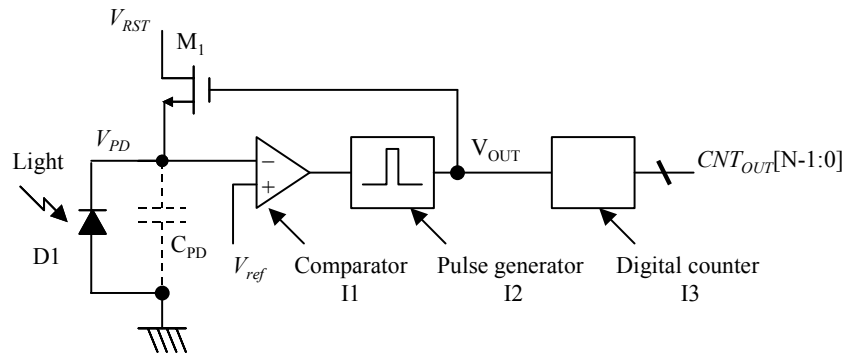 V_RST
M_1
V_PD
Light
D1
C_PD
−
+
V_ref
V_OUT
CNT_OUT[N-1:0]
Comparator
I1
Pulse generator
I2
Digital counter
I3